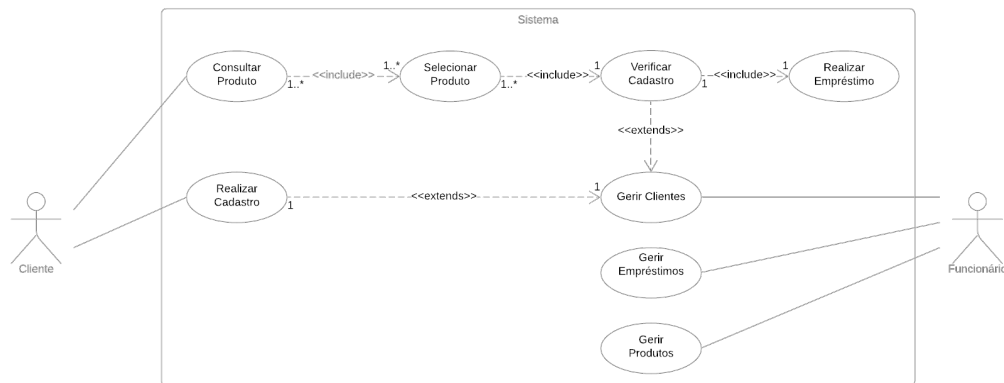 Sistema
Consultar
Produto
1..*
<<include>>
1..*
Selecionar
Produto
1..*
<<include>>
1
Verificar
Cadastro
1
<<include>>
1
Realizar
Empréstimo
<<extends>>
Realizar
Cadastro
1
<<extends>>
1
Gerir Clientes
Cliente
Gerir
Empréstimos
Funcionári
Gerir
Produtos